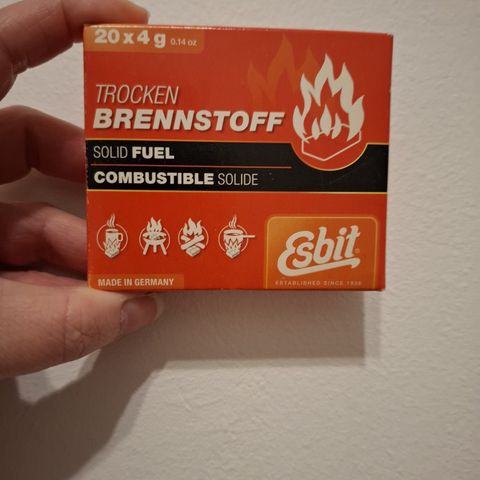 20 x 4 g 0.14 oz
TROCKEN
BRENNSTOFF
SOLID FUEL
COMBUSTIBLE SOLIDE
Esbit®
ESTABLISHED SINCE 1936
MADE IN GERMANY